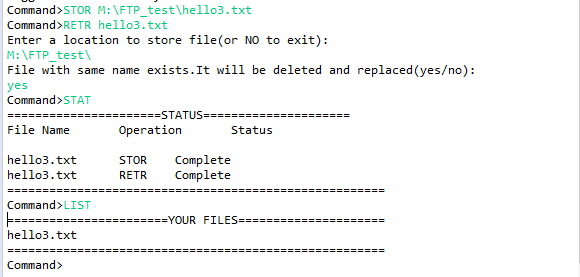 Command>STOR M:\FTP_test\hello3.txt
Command>RETR hello3.txt
Enter a location to store file(or NO to exit):
M:\FTP_test\
File with same name exists.It will be deleted and replaced(yes/no):
yes
Command>STAT
======================STATUS=====================
File Name       Operation       Status
hello3.txt      STOR    Complete
hello3.txt      RETR    Complete
======================================================
Command>LIST
=======================YOUR FILES=====================
hello3.txt
======================================================
Command>